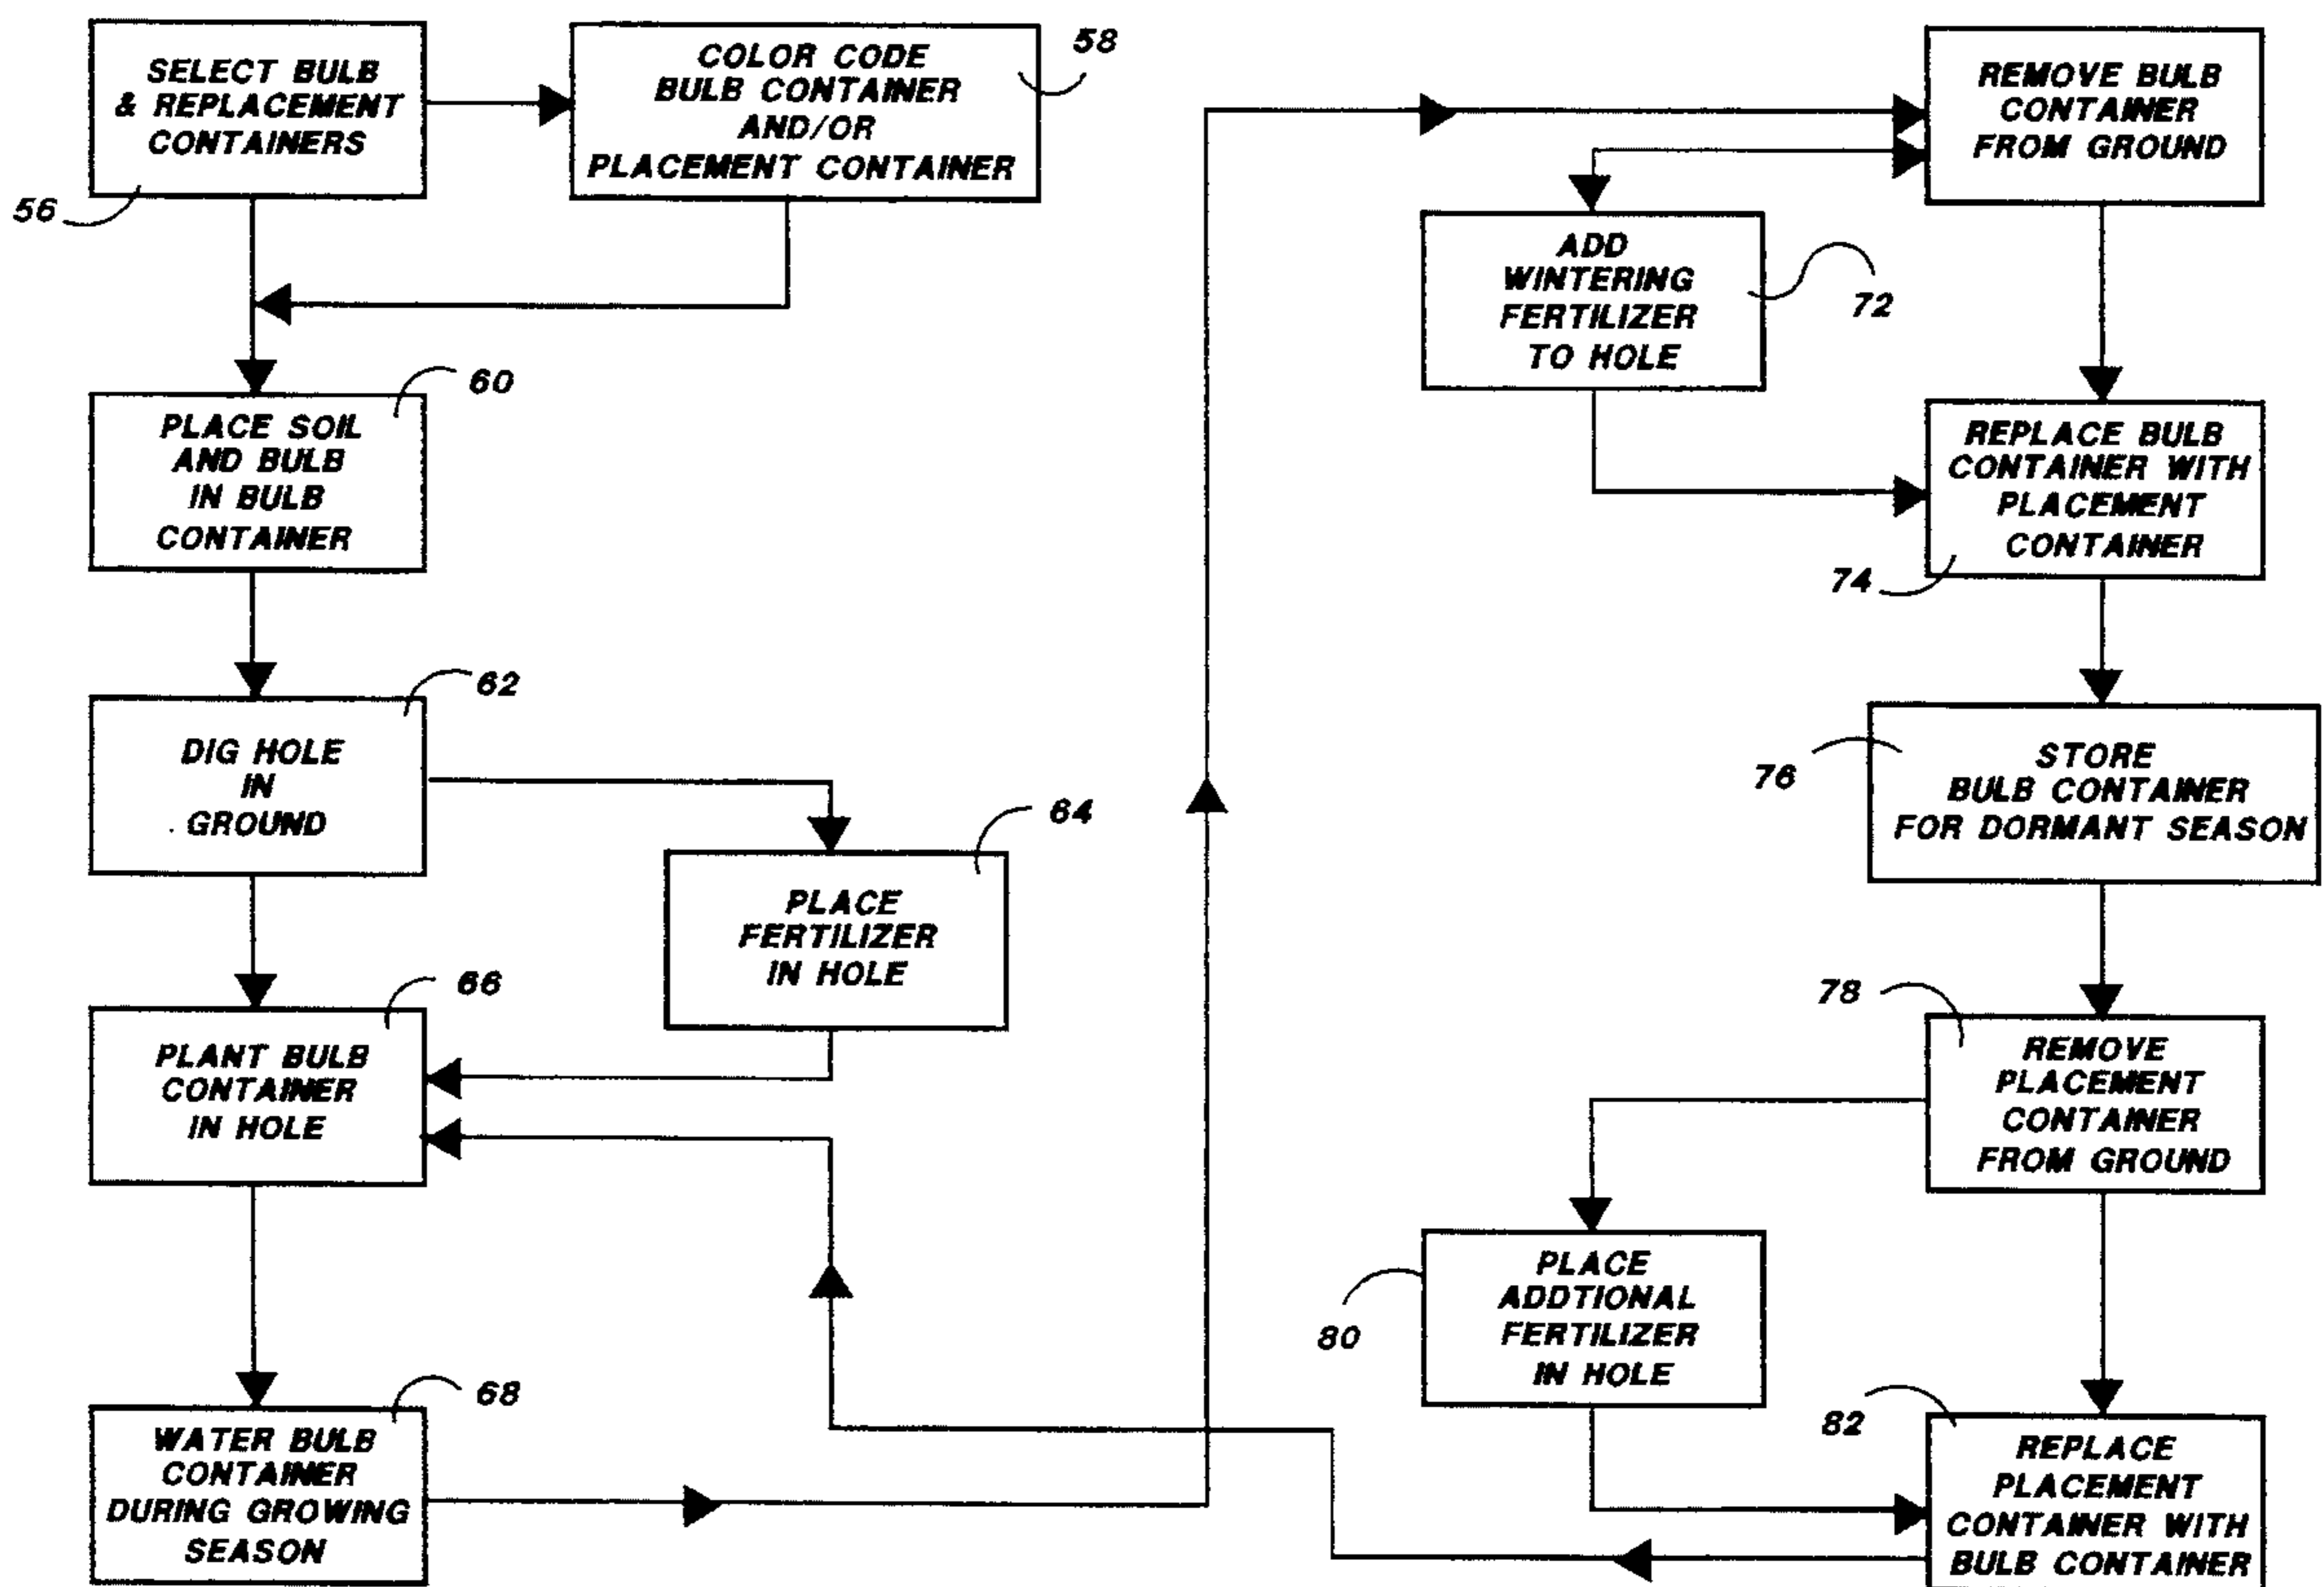 SELECT BULB
& REPLACEMENT
CONTAINERS
56
COLOR CODE
BULB CONTAINER
AND/OR
PLACEMENT CONTAINER
58
PLACE SOIL
AND BULB
IN BULB
CONTAINER
60
DIG HOLE
IN
GROUND
62
PLACE
FERTILIZER
IN HOLE
64
PLANT BULB
CONTAINER
IN HOLE
66
WATER BULB
CONTAINER
DURING GROWING
SEASON
68
REMOVE BULB
CONTAINER
FROM GROUND
ADD
WINTERING
FERTILIZER
TO HOLE
72
REPLACE BULB
CONTAINER WITH
PLACEMENT
CONTAINER
74
STORE
BULB CONTAINER
FOR DORMANT SEASON
76
REMOVE
PLACEMENT
CONTAINER
FROM GROUND
78
PLACE
ADDTIONAL
FERTILIZER
IN HOLE
80
REPLACE
PLACEMENT
CONTAINER WITH
BULB CONTAINER
82